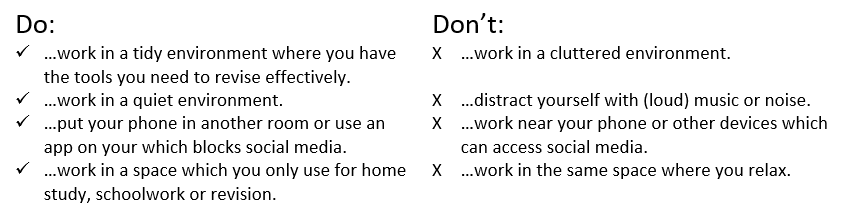 Do:
✓ ...work in a tidy environment where you have
the tools you need to revise effectively.
✓ ...work in a quiet environment.
✓ ...put your phone in another room or use an
app on your which blocks social media.
✓ ...work in a space which you only use for home
study, schoolwork or revision.
Don't:
X ...work in a cluttered environment.
X ...distract yourself with (loud) music or noise.
X ...work near your phone or other devices which
can access social media.
X ...work in the same space where you relax.